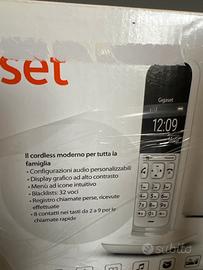 set
Gigaset
12:09
Il cordless moderno per tutta la
famiglia
• Configurazioni audio personalizzabili
• Display grafico ad alto contrasto
• Menù ad icone intuitivo
• Blacklists: 32 voci
• Registro chiamate perse, ricevute
effettuate
• 8 contatti nei tasti da 2 a 9 per le
chiamate rapide
subito